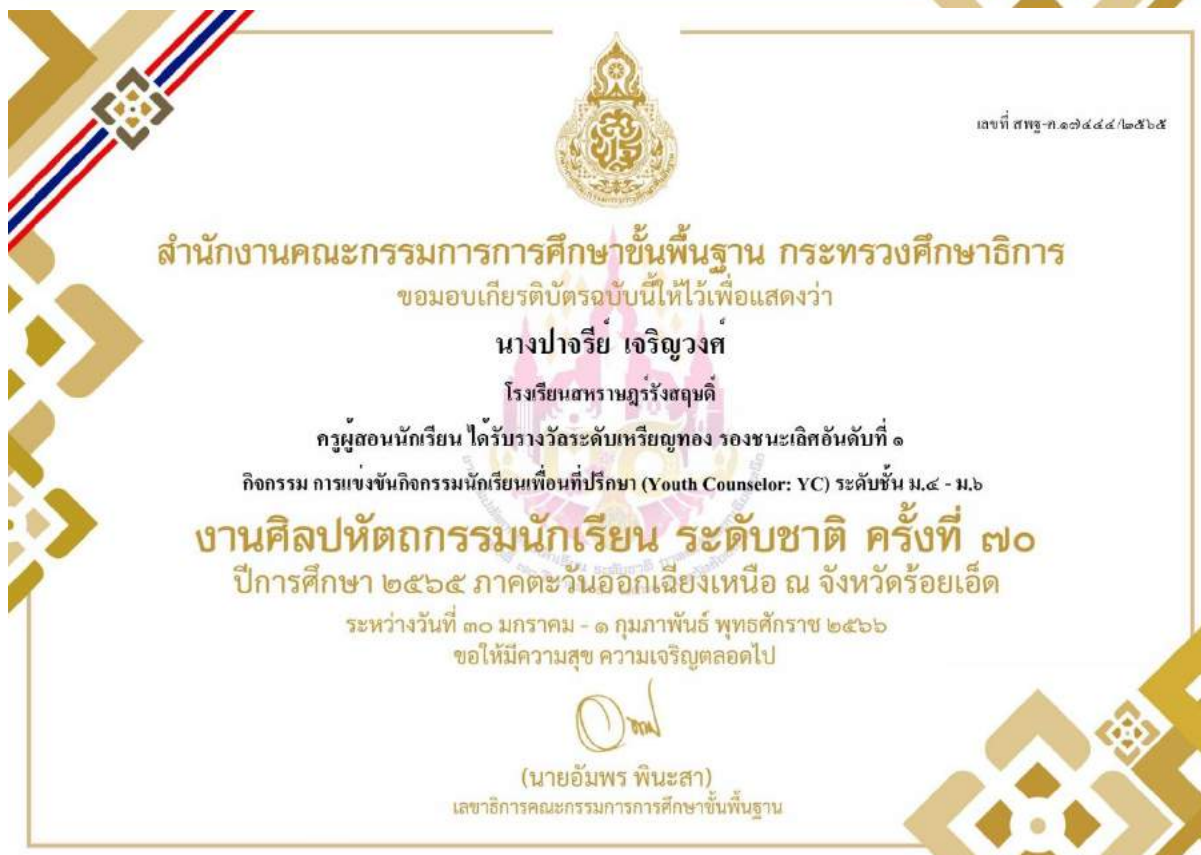 เลขที่ สพฐ-ค.๑๗๔๔๔/๒๕๖๕
สำนักงานคณะกรรมการการศึกษาขั้นพื้นฐาน กระทรวงศึกษาธิการ
ขอมอบเกียรติบัตรฉบับนี้ให้ไว้เพื่อแสดงว่า
นางปาจรีย์ เจริญวงศ์
โรงเรียนสหราษฎร์รังสฤษดิ์
ครูผู้สอนนักเรียน ได้รับรางวัลระดับเหรียญทอง รองชนะเลิศอันดับที่ ๑
กิจกรรม การแข่งขันกิจกรรมนักเรียนเพื่อนที่ปรึกษา (Youth Counselor: YC) ระดับชั้น ม.๔ - ม.๖
งานศิลปหัตถกรรมนักเรียน ระดับชาติ ครั้งที่ ๗๐
ปีการศึกษา ๒๕๖๕ ภาคตะวันออกเฉียงเหนือ ณ จังหวัดร้อยเอ็ด
ระหว่างวันที่ ๓๐ มกราคม - ๑ กุมภาพันธ์ พุทธศักราช ๒๕๖๖
ขอให้มีความสุข ความเจริญตลอดไป
(นายอัมพร พินะสา)
เลขาธิการคณะกรรมการการศึกษาขั้นพื้นฐาน